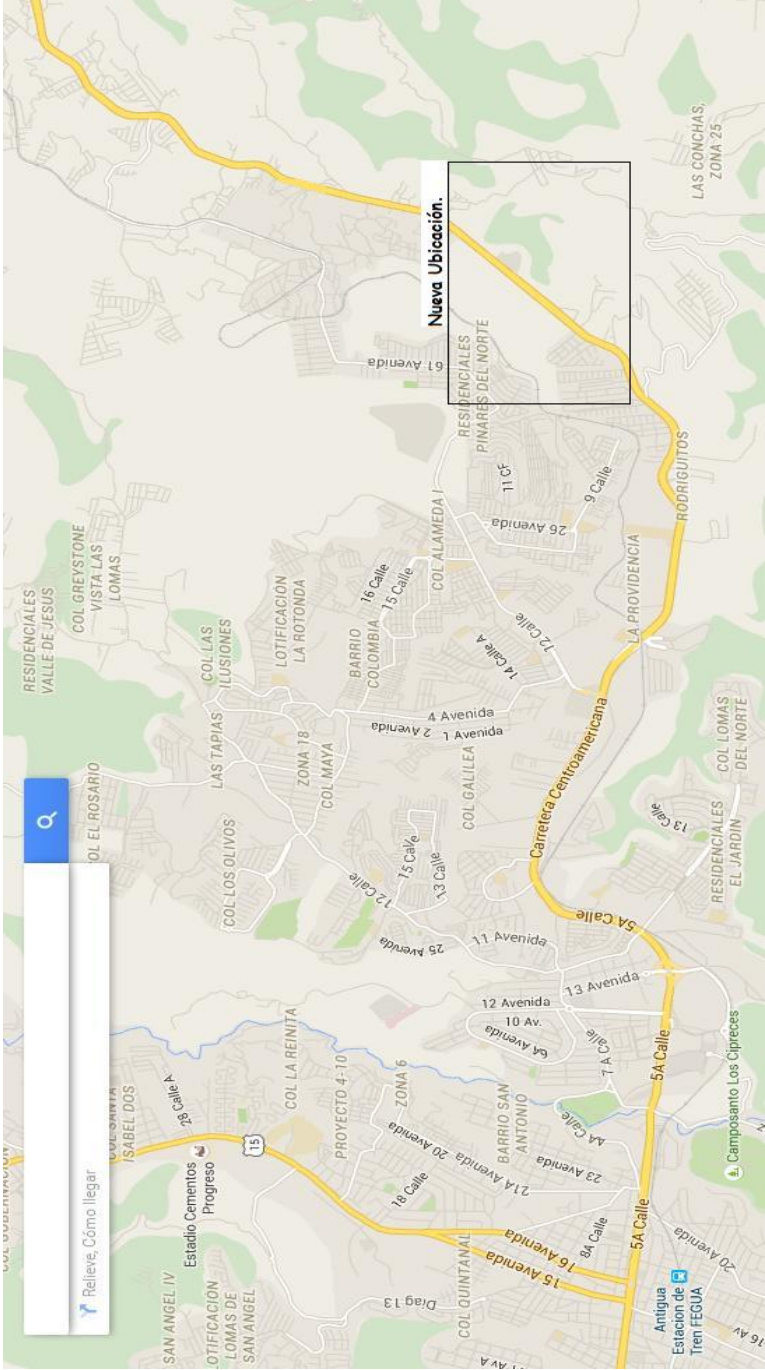 RESIDENCIALES
VALLE DE JESUS
COL GREYSTONE
VISTA LAS
LOMAS
COL EL ROSARIO
Relieve, Cómo llegar
ISABEL DOS
28 Calle A
SAN ANGEL IV
LOTIFICACIÓN
LOMAS DE
SAN ANGEL
Estadio Cementos
Progreso
15
COL LA REINITA
PROYECTO 4-10
ZONA 6
COL LOS OLIVOS
LAS TAPIAS
COL LAS
ILUSIONES
LOTIFICACIÓN
LA ROTONDA
ZONA 18
COL MAYA
BARRIO
COLOMBIA
16 Calle
15 Calle
61 Avenida
Nueva Ubicación.
RESIDENCIALES
PINARES DEL NORTE
COL ALAMEDA I
11 CF
26 Avenida
9 Calle
12 Calle
14 Calle A
4 Avenida
2 Avenida
1 Avenida
COL GALILEA
12 Calle
15 Calle
13 Calle
25 Avenida
11 Avenida
13 Avenida
12 Avenida
10 Av.
6A Avenida
7 A Calle
AA Calle
Diag 13
COL QUINTANAL
18 Calle
20 Avenida
21A Avenida
BARRIO SAN
ANTONIO
23 Avenida
15 Avenida
16 Avenida
8A Calle
Carretera Centroamericana
LA PROVIDENCIA
RODRIGUITOS
LAS CONCHAS,
ZONA 25
5A Calle
5A Calle
5A Calle
13 Calle
RESIDENCIALES
EL JARDIN
COL LOMAS
DEL NORTE
Antigua
Estacion de
Tren FEGUA
20 Avenida
16 Av
Camposanto Los Cipreces